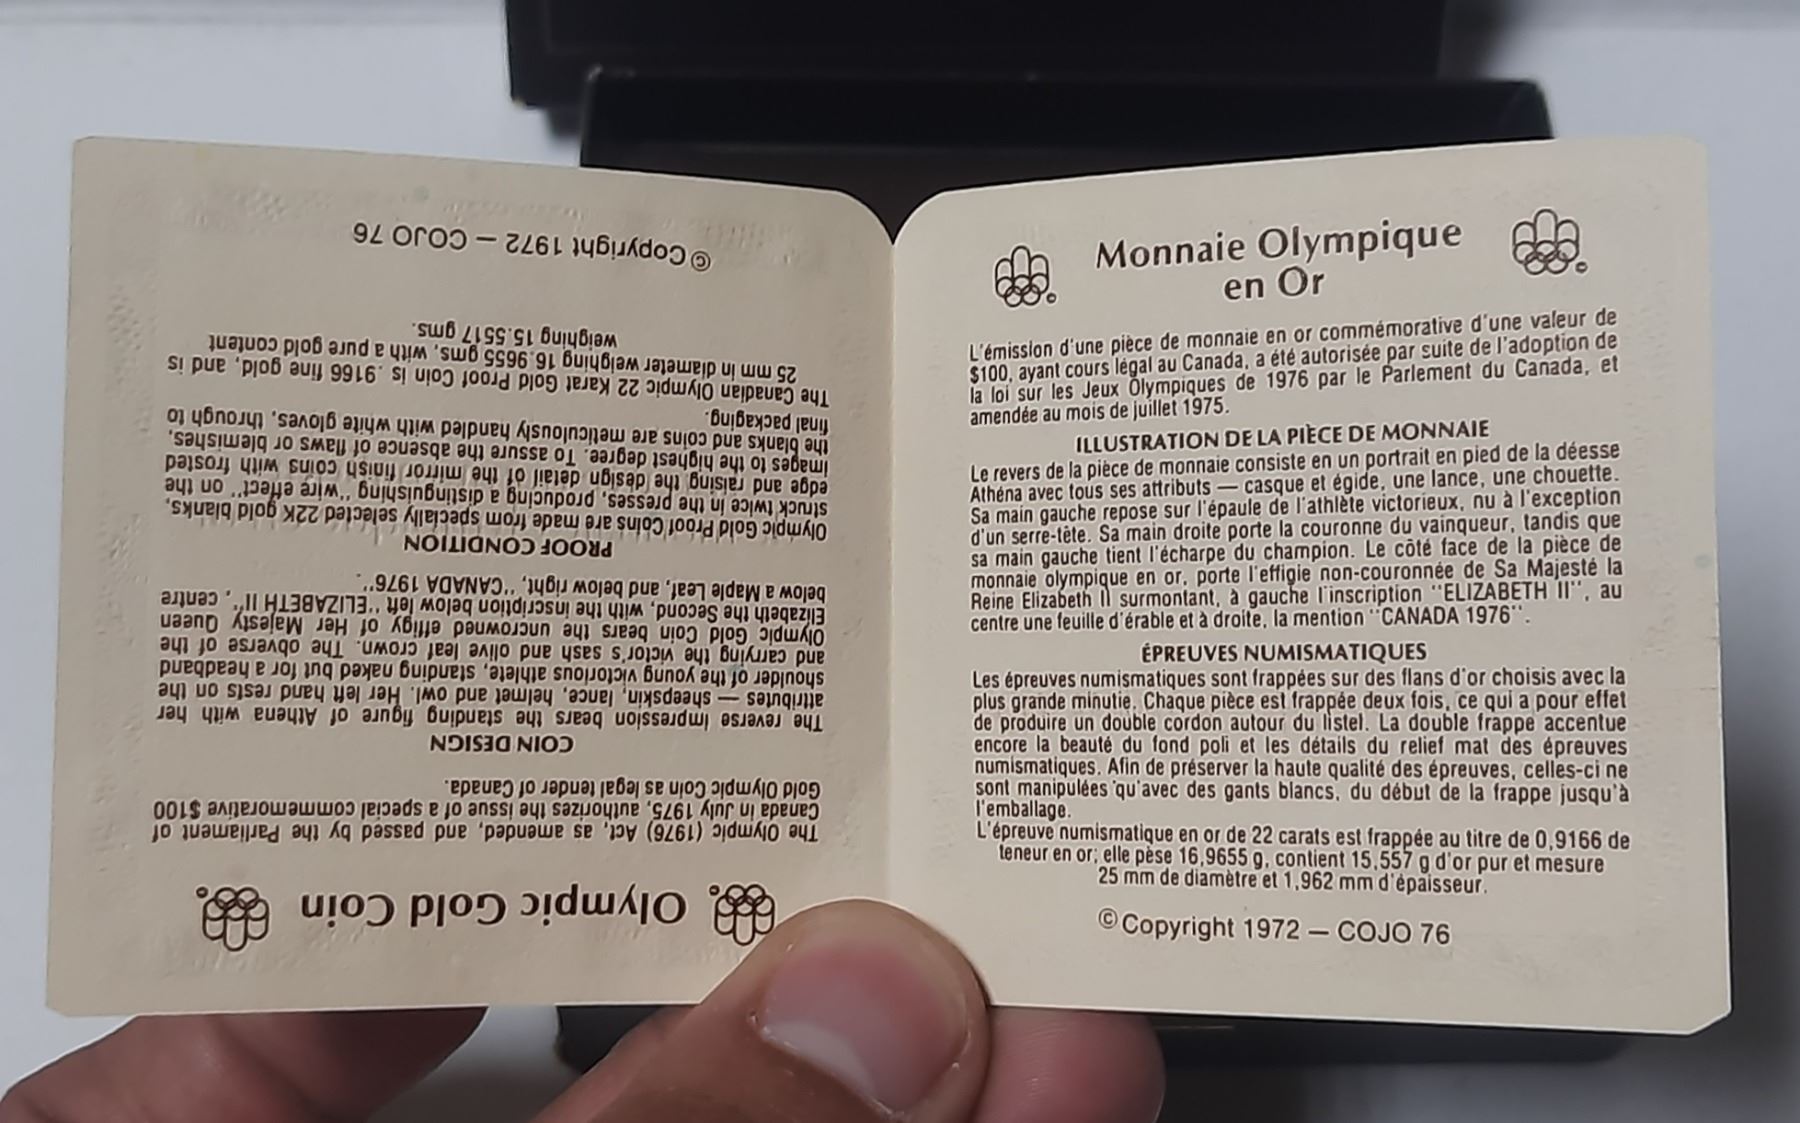 Olympic Gold Coin
The Olympic (1976) Act, as amended, and passed by the Parliament of
Canada in July 1975, authorizes the issue of a special commemorative $100
Gold Olympic Coin as legal tender of Canada.
COIN DESIGN
The reverse impression bears the standing figure of Athena with her
attributes — sheepskin, lance, helmet and owl. Her left hand rests on the
shoulder of the young victorious athlete, standing naked but for a headband
and carrying the victor's sash and olive leaf crown. The obverse of the
Olympic Gold Coin bears the uncrowned effigy of Her Majesty Queen
Elizabeth the Second, with the inscription below left "ELIZABETH II", centre
below a Maple Leaf, and below right, "CANADA 1976".
PROOF CONDITION
Olympic Gold Proof Coins are made from specially selected 22K gold blanks,
struck twice in the presses, producing a distinguishing "wire effect" on the
edge and raising the design detail of the mirror finish coins with frosted
images to the highest degree. To assure the absence of flaws or blemishes,
the blanks and coins are meticulously handled with white gloves, through to
final packaging.
The Canadian Olympic 22 Karat Gold Proof Coin is .9166 fine gold, and is
25 mm in diameter weighing 16.9655 gms, with a pure gold content
weighing 15.5517 gms.
© Copyright 1972 — COJO 76
Monnaie Olympique
en Or
L'émission d'une pièce de monnaie en or commémorative d'une valeur de
$100, ayant cours légal au Canada, a été autorisée par suite de l'adoption de
la loi sur les Jeux Olympiques de 1976 par le Parlement du Canada, et
amendée au mois de juillet 1975.
ILLUSTRATION DE LA PIÈCE DE MONNAIE
Le revers de la pièce de monnaie consiste en un portrait en pied de la déesse
Athéna avec tous ses attributs — casque et égide, une lance, une chouette.
Sa main gauche repose sur l'épaule de l'athlète victorieux, nu à l'exception
d'un serre-tête. Sa main droite porte la couronne du vainqueur, tandis que
sa main gauche tient l'écharpe du champion. Le côté face de la pièce de
monnaie olympique en or, porte l'effigie non-couronnée de Sa Majesté la
Reine Elizabeth II surmontant, à gauche l'inscription "ELIZABETH II", au
centre une feuille d'érable et à droite, la mention "CANADA 1976".
ÉPREUVES NUMISMATIQUES
Les épreuves numismatiques sont frappées sur des flans d'or choisis avec la
plus grande minutie. Chaque pièce est frappée deux fois, ce qui a pour effet
de produire un double cordon autour du listel. La double frappe accentue
encore la beauté du fond poli et les détails du relief mat des épreuves
numismatiques. Afin de préserver la haute qualité des épreuves, celles-ci ne
sont manipulées qu'avec des gants blancs, du début de la frappe jusqu'à
l'emballage.
L'épreuve numismatique en or de 22 carats est frappée au titre de 0,9166 de
teneur en or; elle pèse 16,9655 g, contient 15,557 g d'or pur et mesure
25 mm de diamètre et 1,962 mm d'épaisseur.
© Copyright 1972 — COJO 76